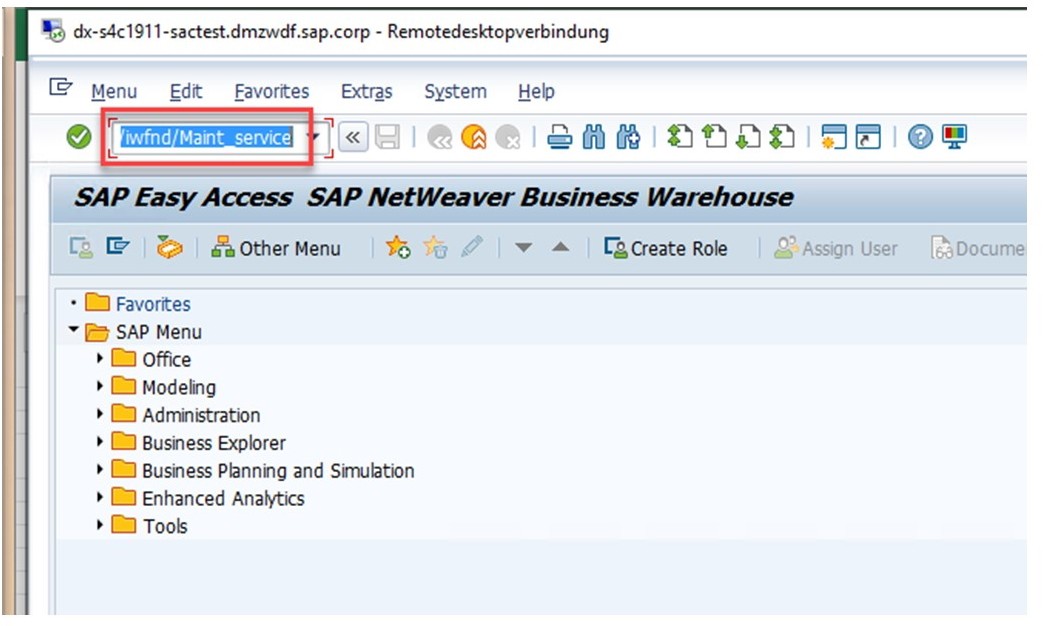 dx-s4c1911-sactest.dmzwdf.sap.corp - Remotedesktopverbindung
Menu Edit Favorites Extras System Help
/iwfnd/Maint_service
SAP Easy Access SAP NetWeaver Business Warehouse
Other Menu Create Role Assign User Docume
Favorites
SAP Menu
Office
Modeling
Administration
Business Explorer
Business Planning and Simulation
Enhanced Analytics
Tools